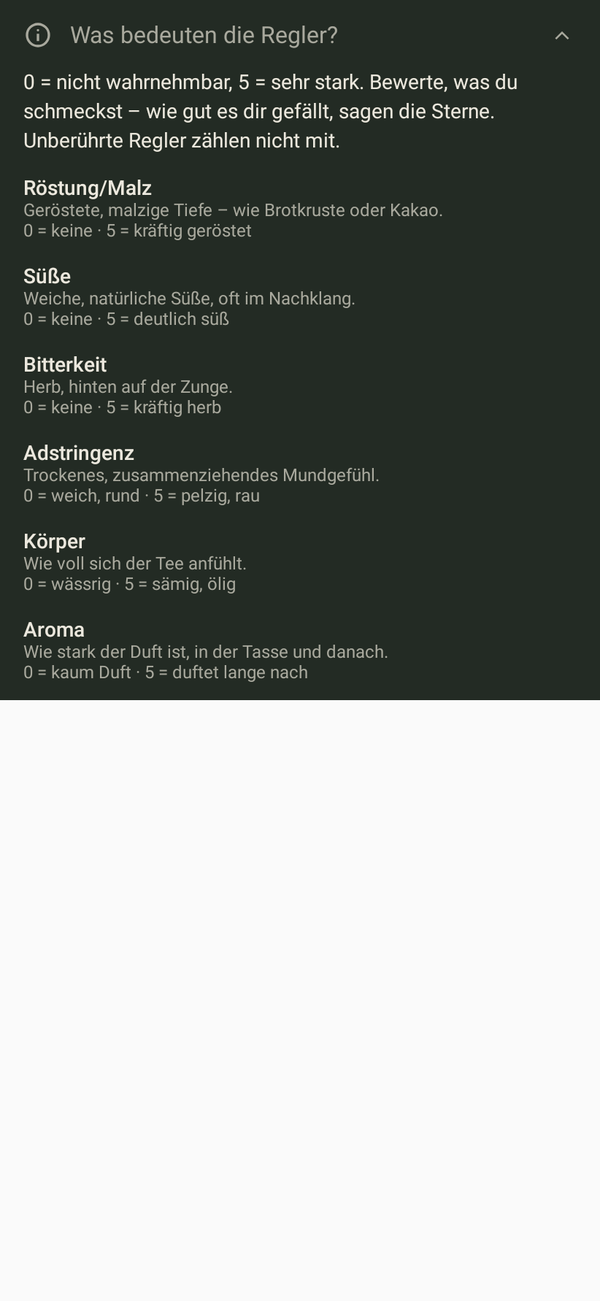 Was bedeuten die Regler?
0 = nicht wahrnehmbar, 5 = sehr stark. Bewerte, was du
schmeckst – wie gut es dir gefällt, sagen die Sterne.
Unberührte Regler zählen nicht mit.
Röstung/Malz
Geröstete, malzige Tiefe – wie Brotkruste oder Kakao.
0 = keine · 5 = kräftig geröstet
Süße
Weiche, natürliche Süße, oft im Nachklang.
0 = keine · 5 = deutlich süß
Bitterkeit
Herb, hinten auf der Zunge.
0 = keine · 5 = kräftig herb
Adstringenz
Trockenes, zusammenziehendes Mundgefühl.
0 = weich, rund · 5 = pelzig, rau
Körper
Wie voll sich der Tee anfühlt.
0 = wässrig · 5 = sämig, ölig
Aroma
Wie stark der Duft ist, in der Tasse und danach.
0 = kaum Duft · 5 = duftet lange nach